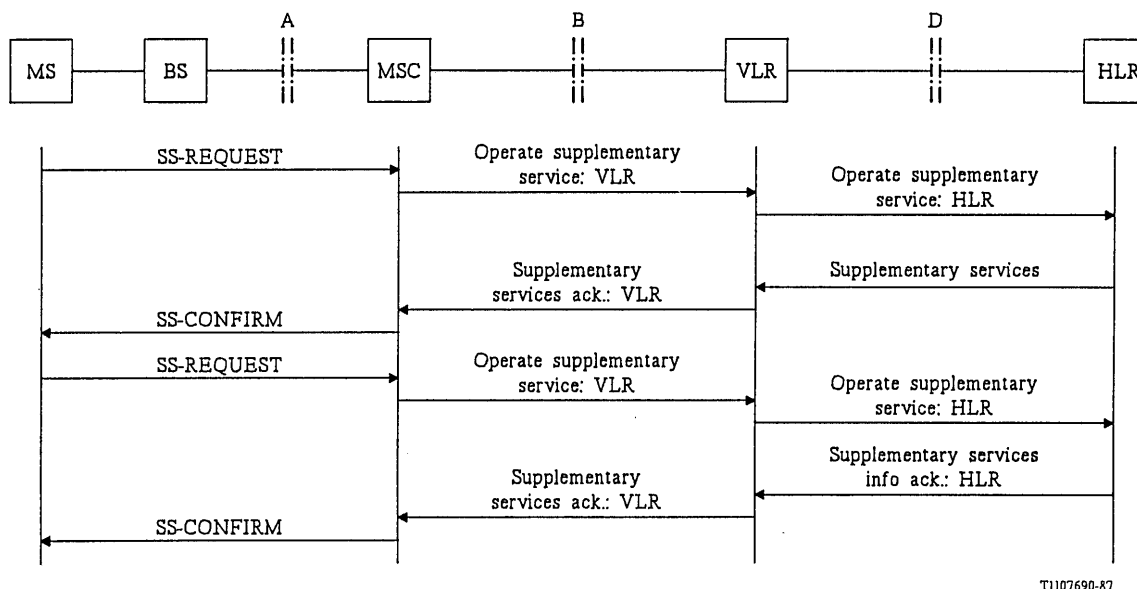 A
B
D
MS
BS
MSC
VLR
HLR
SS-REQUEST
Operate supplementary
service: VLR
Operate supplementary
service: HLR
Supplementary services
Supplementary
services ack.: VLR
SS-CONFIRM
SS-REQUEST
Operate supplementary
service: VLR
Operate supplementary
service: HLR
Supplementary services
info ack.: HLR
Supplementary
services ack.: VLR
SS-CONFIRM
T1107690-87